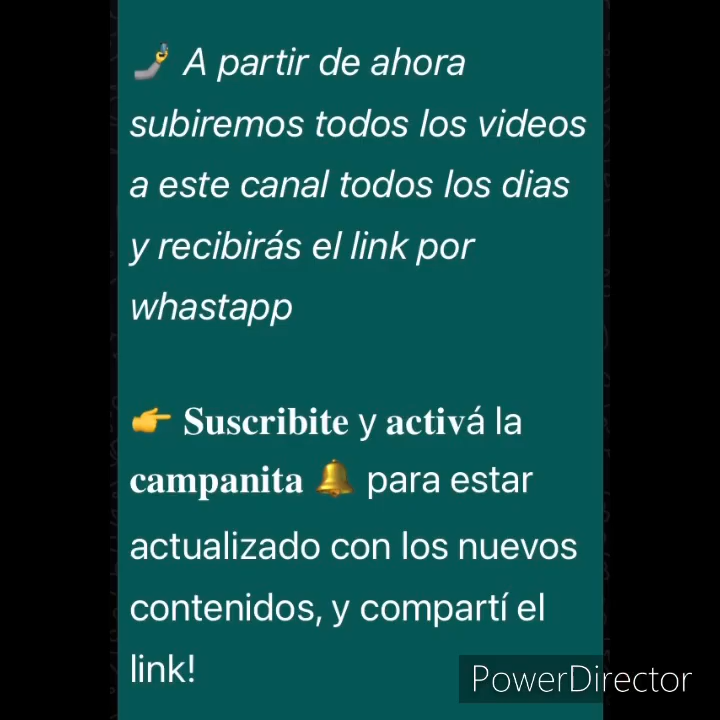 🤳 A partir de ahora
subiremos todos los videos
a este canal todos los dias
y recibirás el link por
whastapp
👉 Suscribite y activá la
campanita 🔔 para estar
actualizado con los nuevos
contenidos, y compartí el
link!
PowerDirector